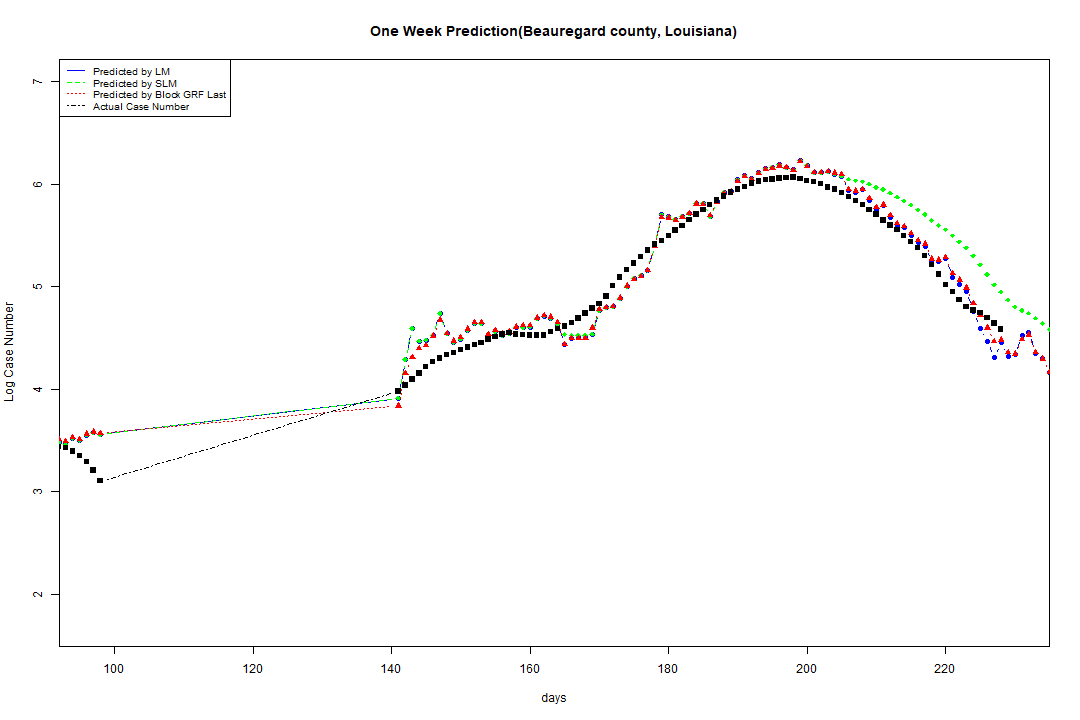 One Week Prediction(Beauregard county, Louisiana)
Predicted by LM
Predicted by SLM
Predicted by Block GRF Last
Actual Case Number
7
6
5
4
3
2
Log Case Number
100 120 140 160 180 200 220
days